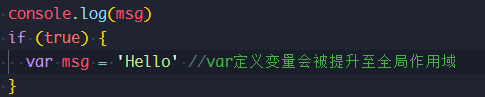 console.log(msg)
if (true) {
  var msg = 'Hello' //var定义变量会被提升至全局作用域
}